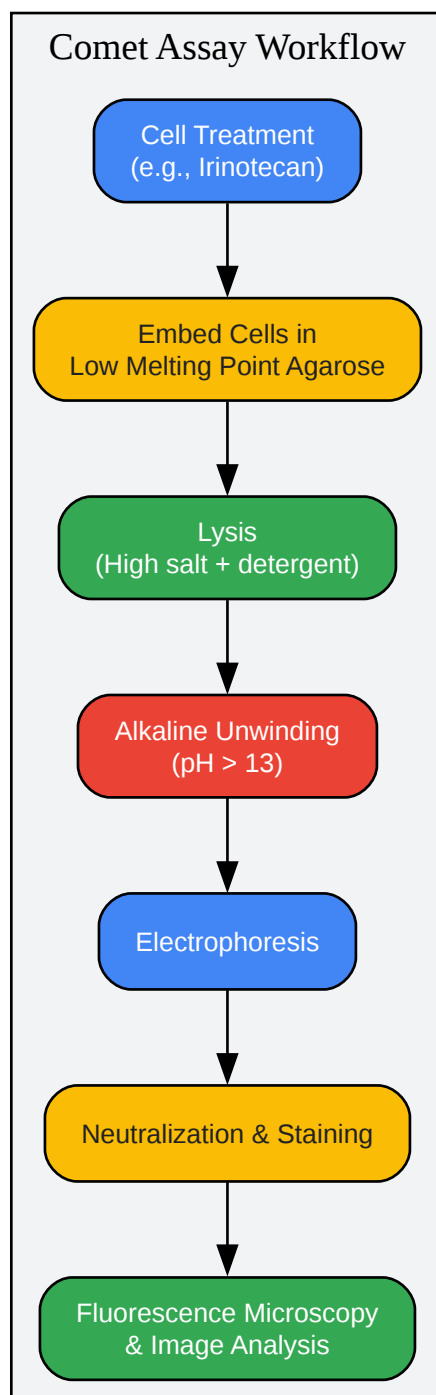 Comet Assay Workflow
Cell Treatment
(e.g., Irinotecan)
Embed Cells in
Low Melting Point Agarose
Lysis
(High salt + detergent)
Alkaline Unwinding
(pH > 13)
Electrophoresis
Neutralization & Staining
Fluorescence Microscopy
& Image Analysis